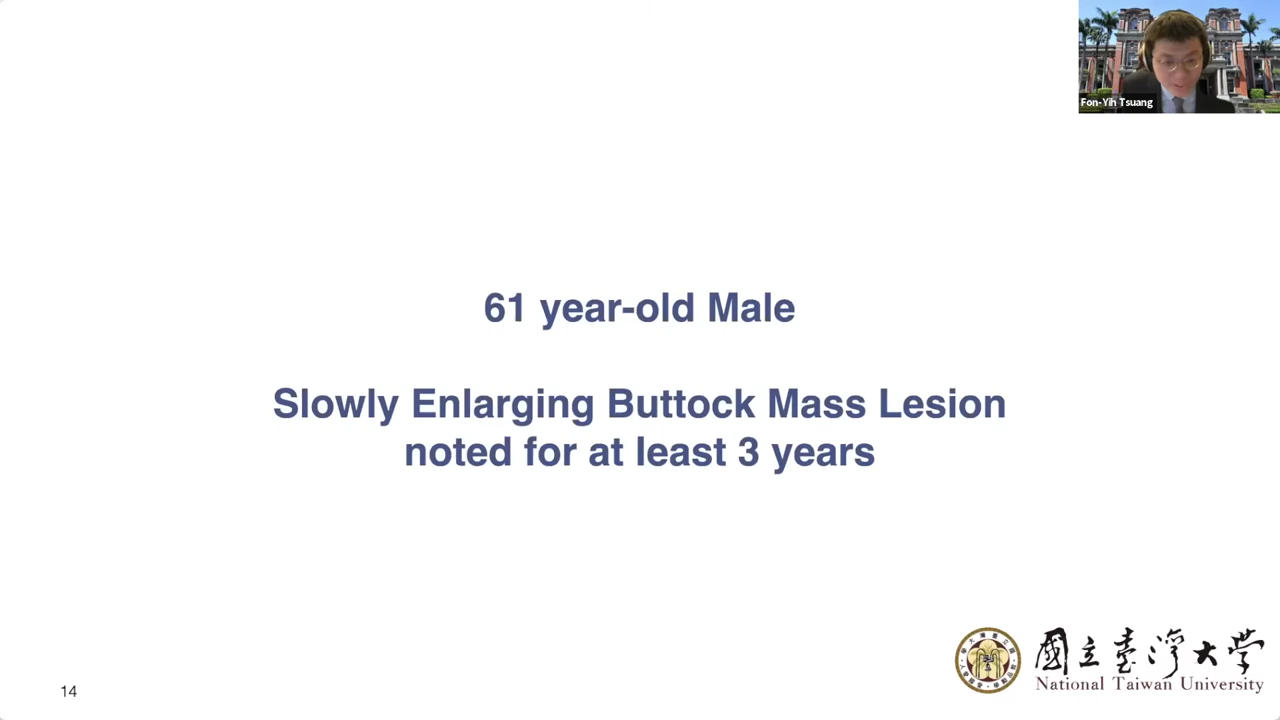 Fon-Yih Tsuang
61 year-old Male
Slowly Enlarging Buttock Mass Lesion
noted for at least 3 years
國立臺灣大學
National Taiwan University
14